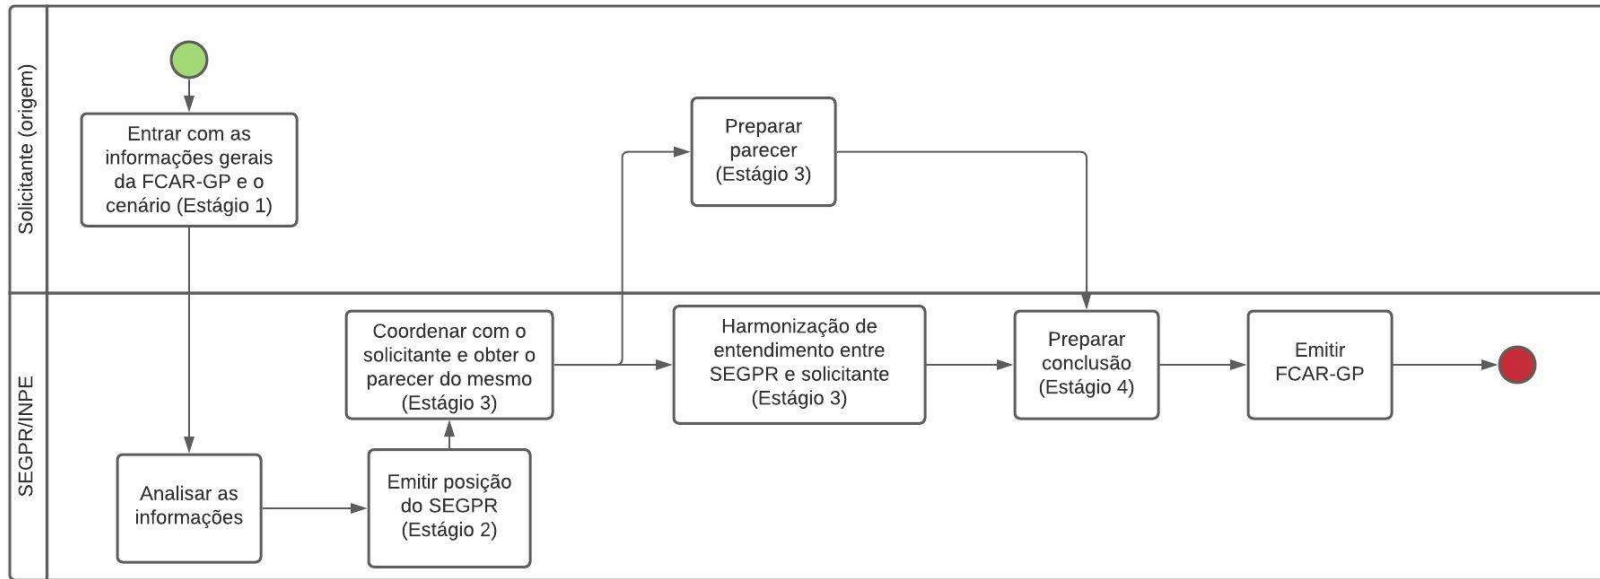 Solicitante (origem)
Entrar com as
informações gerais
da FCAR-GP e o
cenário (Estágio 1)
Preparar
parecer
(Estágio 3)
SEGPR/INPE
Analisar as
informações
Emitir posição
do SEGPR
(Estágio 2)
Coordenar com o
solicitante e obter o
parecer do mesmo
(Estágio 3)
Harmonização de
entendimento entre
SEGPR e solicitante
(Estágio 3)
Preparar
conclusão
(Estágio 4)
Emitir
FCAR-GP